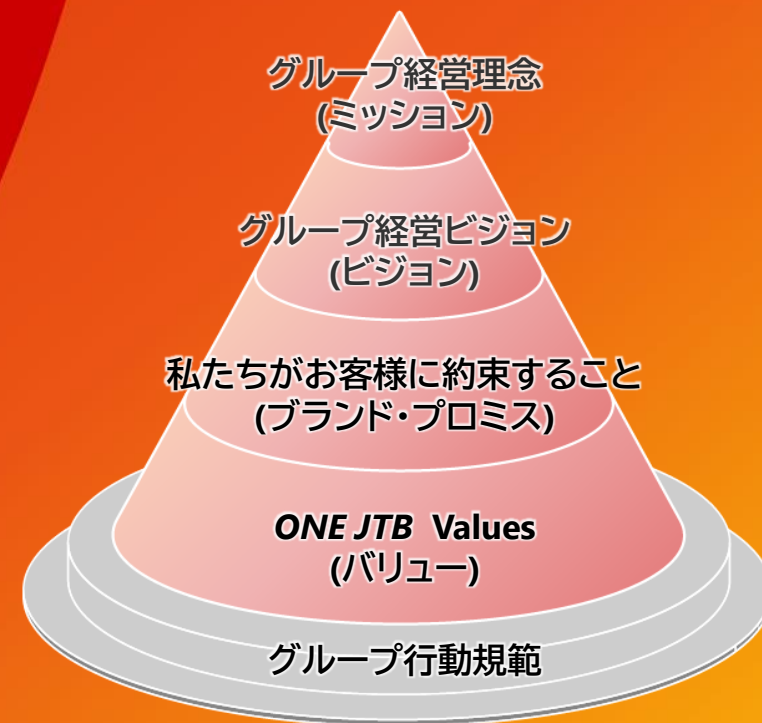 グループ経営理念
(ミッション)
グループ経営ビジョン
(ビジョン)
私たちがお客様に約束すること
(ブランド・プロミス)
ONE JTB Values
(バリュー)
グループ行動規範